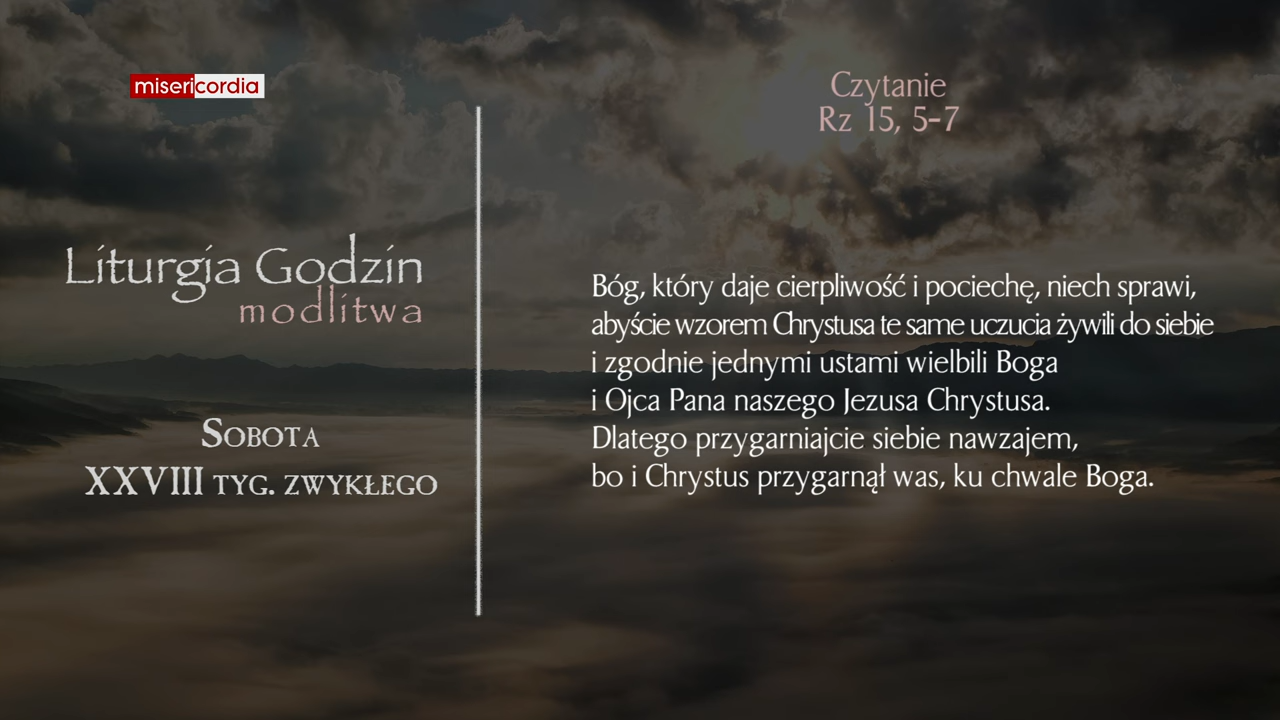 misericordia
Liturgia Godzin
modlitwa
Sobota
XXVIII tyg. zwykłego
Czytanie
Rz 15, 5-7
Bóg, który daje cierpliwość i pociechę, niech sprawi,
abyście wzorem Chrystusa te same uczucia żywili do siebie
i zgodnie jednymi ustami wielbili Boga
i Ojca Pana naszego Jezusa Chrystusa.
Dlatego przygarniajcie siebie nawzajem,
bo i Chrystus przygarnął was, ku chwale Boga.